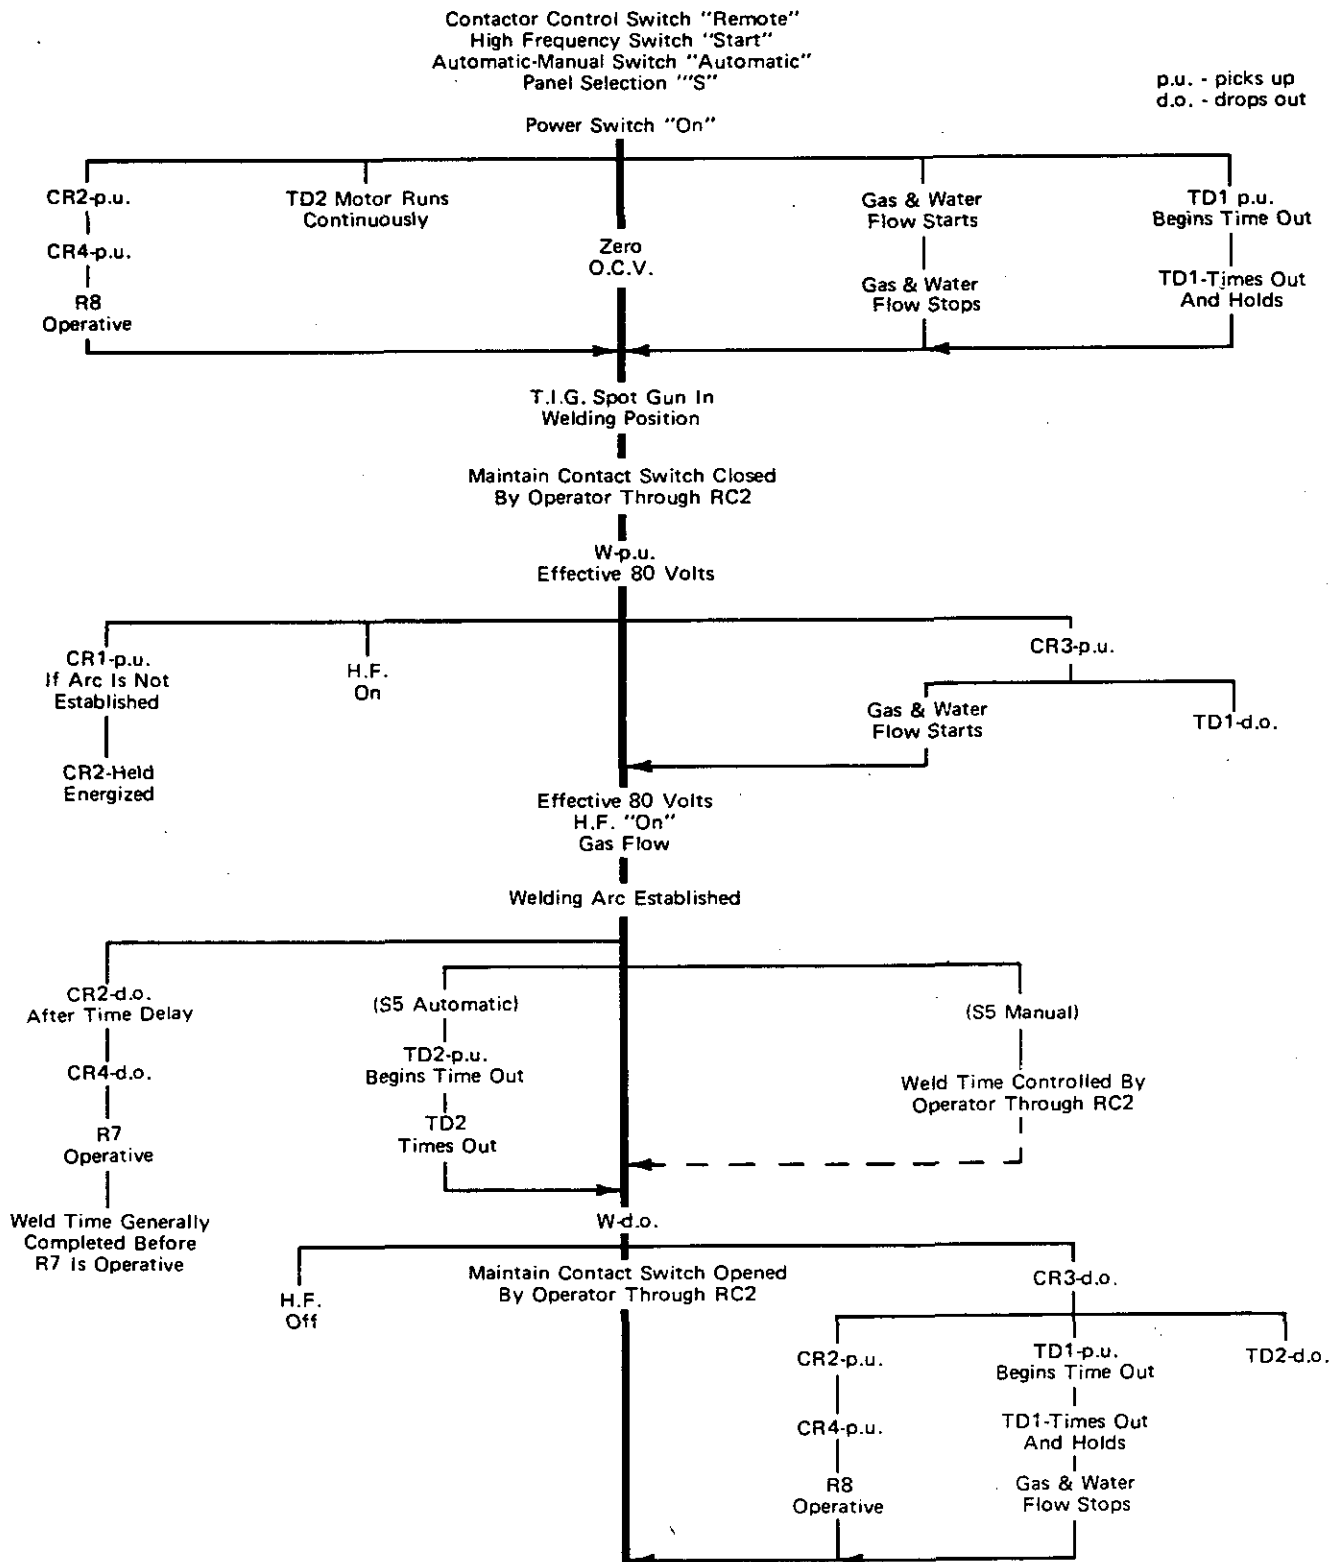 Contactor Control Switch "Remote"
High Frequency Switch "Start"
Automatic-Manual Switch "Automatic"
Panel Selection '"S"
p.u. - picks up
d.o. - drops out
Power Switch "On"
CR2-p.u.
TD2 Motor Runs
Continuously
Gas & Water
Flow Starts
TD1 p.u.
Begins Time Out
CR4-p.u.
Zero
O.C.V.
R8
Operative
Gas & Water
Flow Stops
TD1-Times Out
And Holds
T.I.G. Spot Gun In
Welding Position
Maintain Contact Switch Closed
By Operator Through RC2
W-p.u.
Effective 80 Volts
CR1-p.u.
If Arc Is Not
Established
H.F.
On
CR3-p.u.
Gas & Water
Flow Starts
TD1-d.o.
CR2-Held
Energized
Effective 80 Volts
H.F. "On"
Gas Flow
Welding Arc Established
CR2-d.o.
After Time Delay
(S5 Automatic)
(S5 Manual)
CR4-d.o.
TD2-p.u.
Begins Time Out
Weld Time Controlled By
Operator Through RC2
R7
Operative
TD2
Times Out
Weld Time Generally
Completed Before
R7 Is Operative
W-d.o.
H.F.
Off
Maintain Contact Switch Opened
By Operator Through RC2
CR3-d.o.
CR2-p.u.
TD1-p.u.
Begins Time Out
TD2-d.o.
CR4-p.u.
TD1-Times Out
And Holds
R8
Operative
Gas & Water
Flow Stops